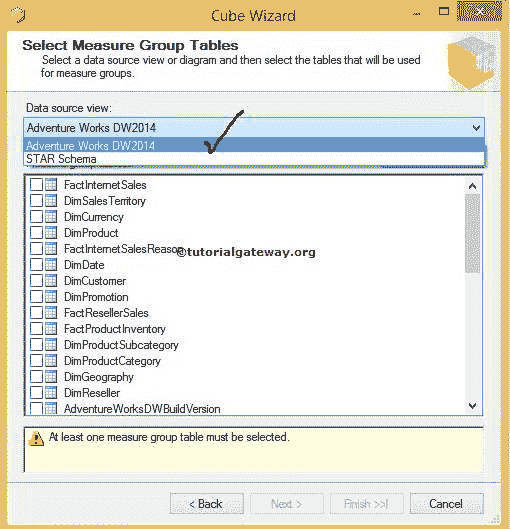 Cube Wizard
Select Measure Group Tables
Select a data source view or diagram and then select the tables that will be used
for measure groups.
Data source view:
Adventure Works DW2014
Adventure Works DW2014
STAR Schema
FactInternetSales
DimSalesTerritory
DimCurrency
DimProduct
FactInternetSalesReason
©tutorialgateway.org
DimDate
DimCustomer
DimPromotion
FactResellerSales
FactProductInventory
DimProductSubcategory
DimProductCategory
DimGeography
DimReseller
AdventureWorksDWBuildVersion
At least one measure group table must be selected.
< Back
Next >
Finish >>|
Cancel